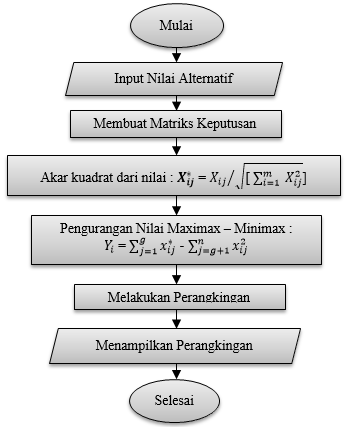 Mulai
Input Nilai Alternatif
Membuat Matriks Keputusan
Akar kuadrat dari nilai : X*ij = Xij/√[ ∑ᵐi=1 X²ij]
Pengurangan Nilai Maximax – Minimax :
Yi = ∑ᵍj=1 x*ij - ∑ⁿj=g+1 x²ij
Melakukan Perangkingan
Menampilkan Perangkingan
Selesai